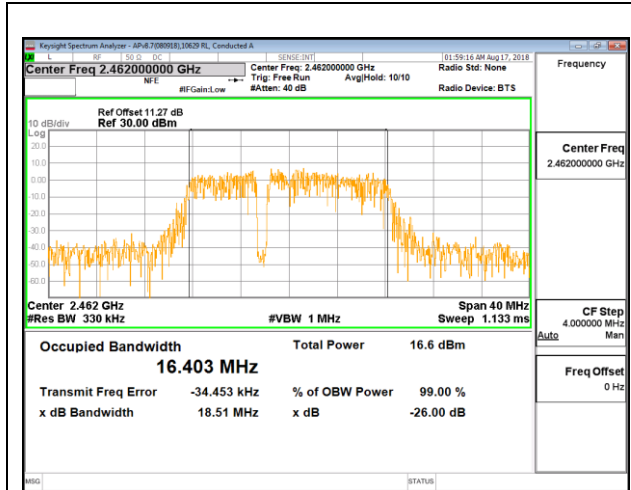 Keysight Spectrum Analyzer - APv8.7(080918),10629 RL, Conducted A
L RF 50 Ω DC SENSE:INT 01:59:16 AM Aug 17, 2018
Center Freq 2.462000000 GHz Center Freq: 2.462000000 GHz Radio Std: None
NFE Trig: Free Run Avg|Hold: 10/10
#IFGain:Low #Atten: 40 dB Radio Device: BTS
Frequency
Ref Offset 11.27 dB
10 dB/div Ref 30.00 dBm
Log
20.0
10.0
0.00
-10.0
-20.0
-30.0
-40.0
-50.0
-60.0
Center 2.462 GHz Span 40 MHz
#Res BW 330 kHz #VBW 1 MHz Sweep 1.133 ms
Occupied Bandwidth Total Power 16.6 dBm
16.403 MHz
Transmit Freq Error -34.453 kHz % of OBW Power 99.00 %
x dB Bandwidth 18.51 MHz x dB -26.00 dB
Center Freq
2.462000000 GHz
CF Step
4.000000 MHz
Auto Man
Freq Offset
0 Hz
MSG STATUS